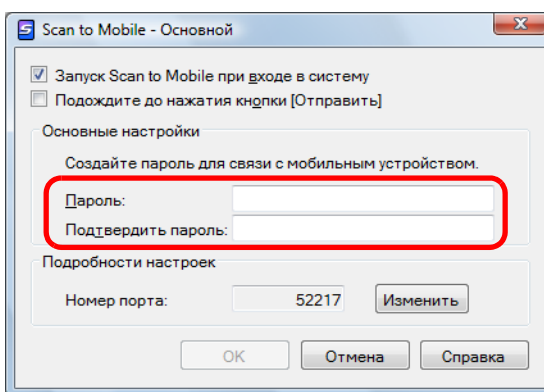 Scan to Mobile - Основной
Запуск Scan to Mobile при входе в систему
Подождите до нажатия кнопки [Отправить]
Основные настройки
Создайте пароль для связи с мобильным устройством.
Пароль:
Подтвердить пароль:
Подробности настроек
Номер порта: 52217 Изменить
OK Отмена Справка